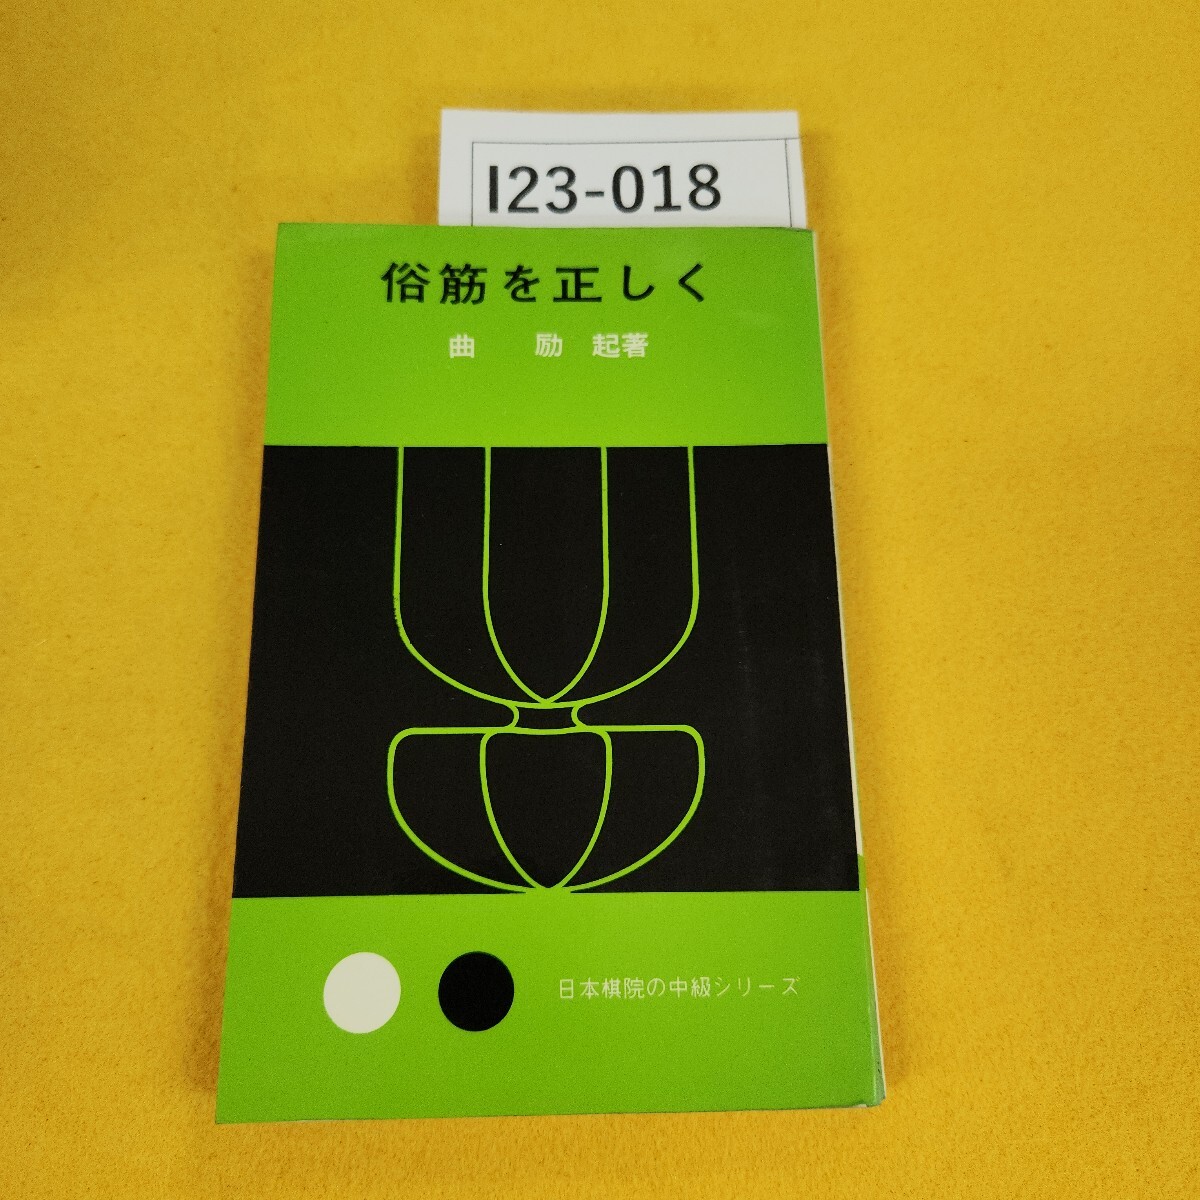 I23-018
俗筋を正しく
曲 励 起著
日本棋院の中級シリーズ